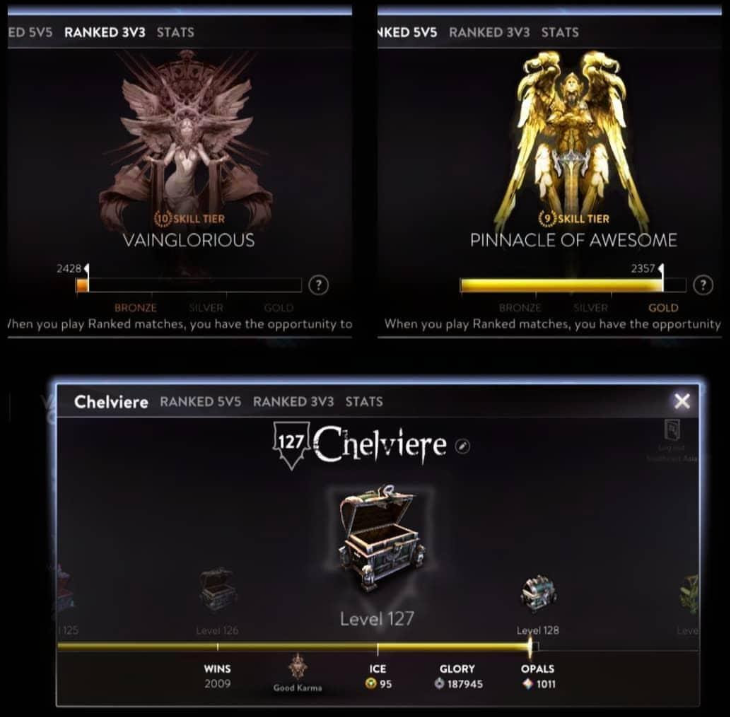 ED 5V5 RANKED 3V3 STATS
10 SKILL TIER
VAINGLORIOUS
2428
?
BRONZE SILVER GOLD
hen you play Ranked matches, you have the opportunity to
NKED 5V5 RANKED 3V3 STATS
9 SKILL TIER
PINNACLE OF AWESOME
2357
?
BRONZE SILVER GOLD
When you play Ranked matches, you have the opportunity
Chelviere RANKED 5V5 RANKED 3V3 STATS X
127 Chelviere
Level 127
125 Level 126 Level 128 Leve
WINS ICE GLORY OPALS
2009 Good Karma 95 187945 1011